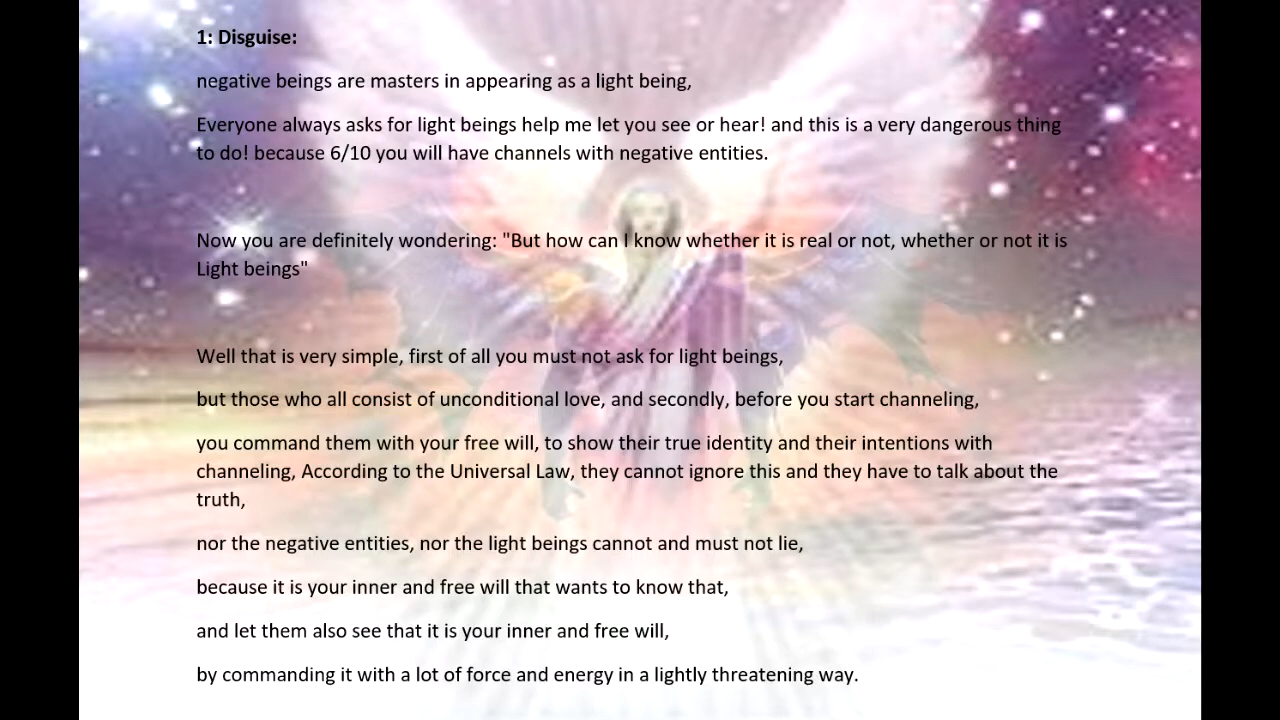 1: Disguise:
negative beings are masters in appearing as a light being,
Everyone always asks for light beings help me let you see or hear! and this is a very dangerous thing
to do! because 6/10 you will have channels with negative entities.
Now you are definitely wondering: "But how can I know whether it is real or not, whether or not it is
Light beings"
Well that is very simple, first of all you must not ask for light beings,
but those who all consist of unconditional love, and secondly, before you start channeling,
you command them with your free will, to show their true identity and their intentions with
channeling, According to the Universal Law, they cannot ignore this and they have to talk about the
truth,
nor the negative entities, nor the light beings cannot and must not lie,
because it is your inner and free will that wants to know that,
and let them also see that it is your inner and free will,
by commanding it with a lot of force and energy in a lightly threatening way.